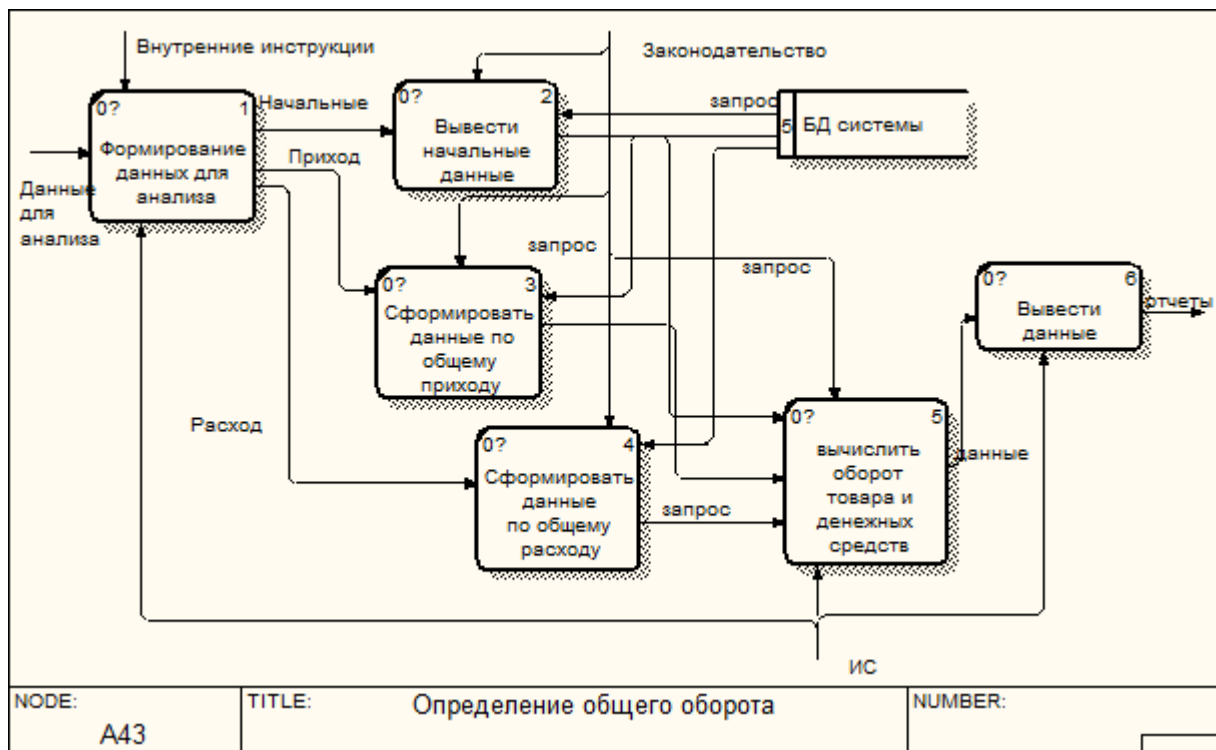 Внутренние инструкции
Законодательство
0? 1
Формирование
данных для
анализа
Начальные
0? 2
Вывести
начальные
данные
запрос
5 БД системы
Приход
Данные
для
анализа
запрос
запрос
0? 3
Сформировать
данные по
общему
приходу
0? 6
Вывести
данные
отчеты
Расход
0? 4
Сформировать
данные
по общему
расходу
запрос
0? 5
вычислить
оборот
товара и
денежных
средств
данные
ИС
NODE: TITLE: Определение общего оборота NUMBER:
A43